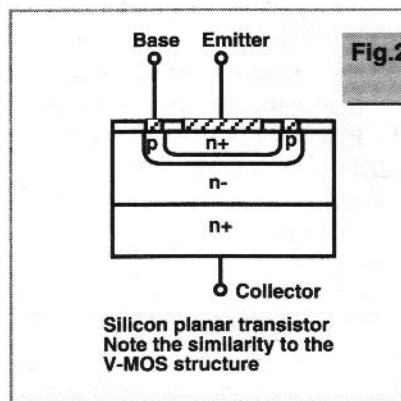 Base Emitter
Fig.2
p n+ p
n-
n+
Collector
Silicon planar transistor
Note the similarity to the
V-MOS structure